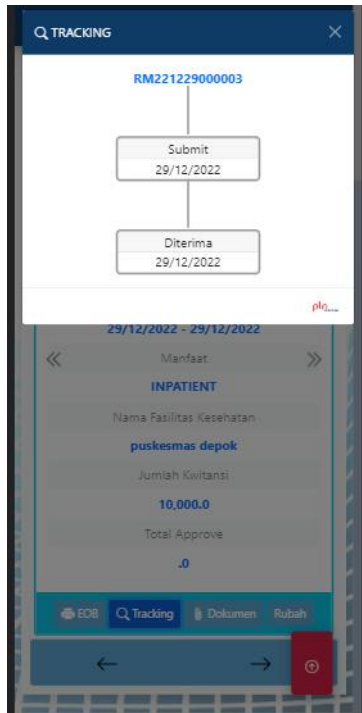 TRACKING
RM221229000003
Submit
29/12/2022
Diterima
29/12/2022
29/12/2022 - 29/12/2022
Manfaat
INPATIENT
Nama Fasilitas Kesehatan
puskesmas depok
Jumlah Kwitansi
10,000.0
Total Approve
.0
EOB Tracking Dokumen Rubah